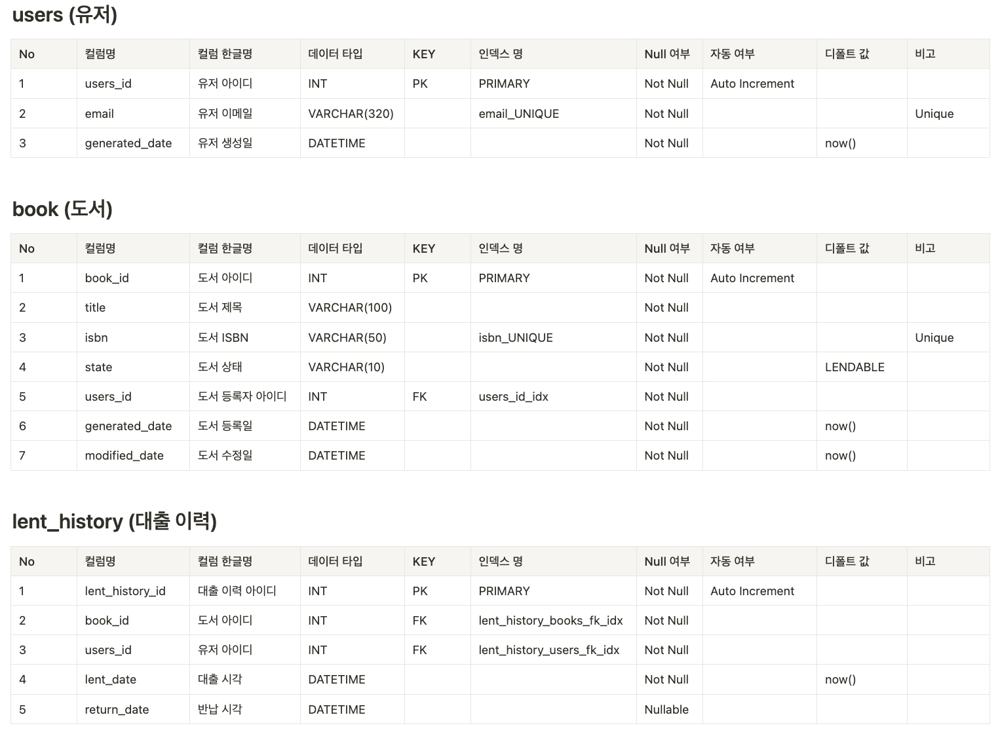 users (유저)
No 컬럼명 컬럼 한글명 데이터 타입 KEY 인덱스 명 Null 여부 자동 여부 디폴트 값 비고
1 users_id 유저 아이디 INT PK PRIMARY Not Null Auto Increment
2 email 유저 이메일 VARCHAR(320) email_UNIQUE Not Null Unique
3 generated_date 유저 생성일 DATETIME Not Null now()
book (도서)
No 컬럼명 컬럼 한글명 데이터 타입 KEY 인덱스 명 Null 여부 자동 여부 디폴트 값 비고
1 book_id 도서 아이디 INT PK PRIMARY Not Null Auto Increment
2 title 도서 제목 VARCHAR(100) Not Null
3 isbn 도서 ISBN VARCHAR(50) isbn_UNIQUE Not Null Unique
4 state 도서 상태 VARCHAR(10) Not Null LENDABLE
5 users_id 도서 등록자 아이디 INT FK users_id_idx Not Null
6 generated_date 도서 등록일 DATETIME Not Null now()
7 modified_date 도서 수정일 DATETIME Not Null now()
lent_history (대출 이력)
No 컬럼명 컬럼 한글명 데이터 타입 KEY 인덱스 명 Null 여부 자동 여부 디폴트 값 비고
1 lent_history_id 대출 이력 아이디 INT PK PRIMARY Not Null Auto Increment
2 book_id 도서 아이디 INT FK lent_history_books_fk_idx Not Null
3 users_id 유저 아이디 INT FK lent_history_users_fk_idx Not Null
4 lent_date 대출 시각 DATETIME Not Null now()
5 return_date 반납 시각 DATETIME Nullable